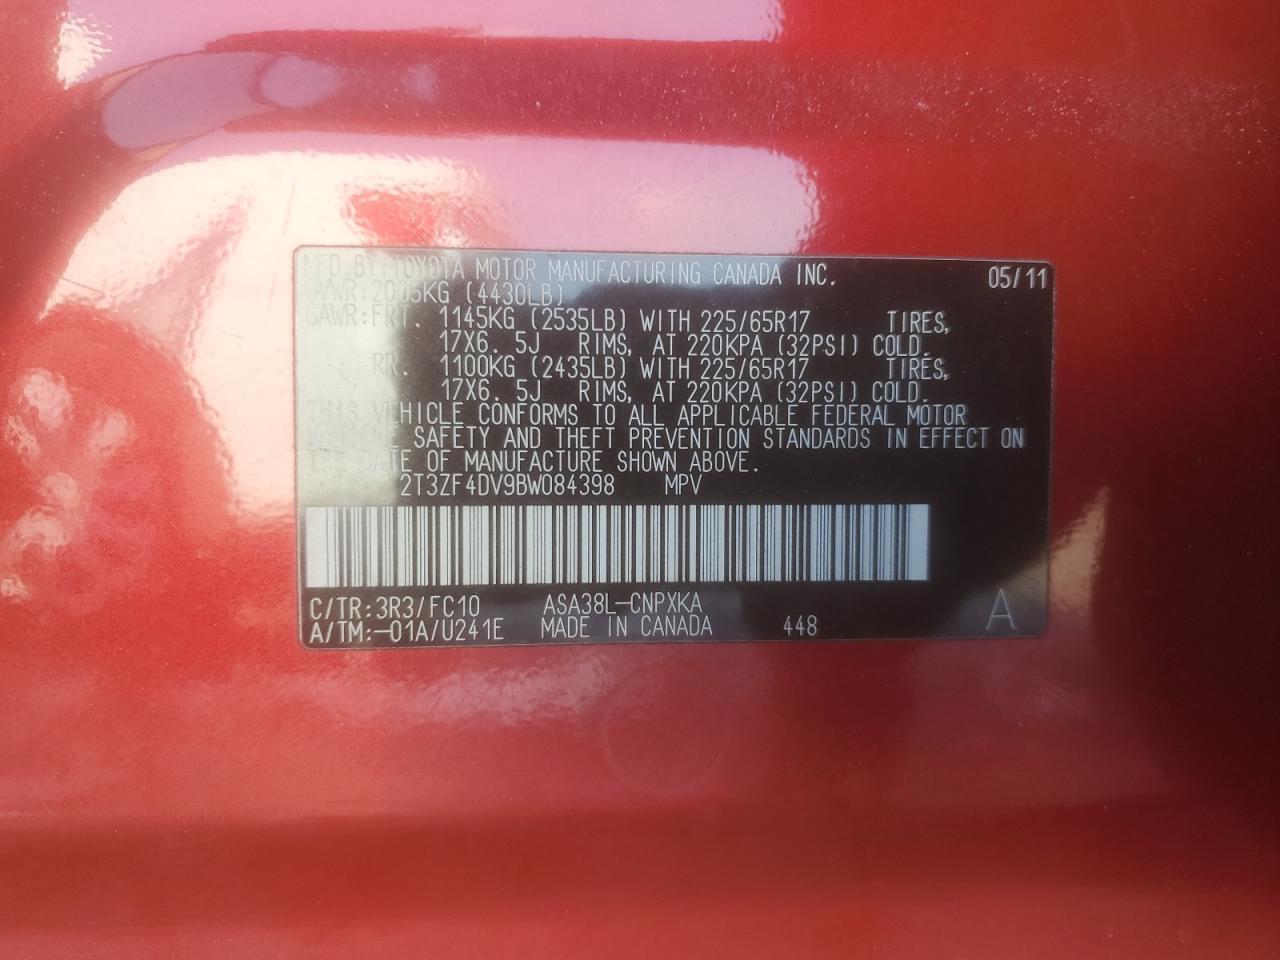 MFD.BY:TOYOTA MOTOR MANUFACTURING CANADA INC. 05/11
GVWR:2005KG (4430LB)
GAWR:FRT. 1145KG (2535LB) WITH 225/65R17 TIRES,
17X6.5J RIMS, AT 220KPA (32PSI) COLD.
RR. 1100KG (2435LB) WITH 225/65R17 TIRES,
17X6.5J RIMS, AT 220KPA (32PSI) COLD.
THIS VEHICLE CONFORMS TO ALL APPLICABLE FEDERAL MOTOR
SAFETY AND THEFT PREVENTION STANDARDS IN EFFECT ON
THE DATE OF MANUFACTURE SHOWN ABOVE.
2T3ZF4DV9BW084398 MPV
C/TR:3R3/FC10 ASA38L-CNPXKA
A/TM:-01A/U241E MADE IN CANADA 448 A